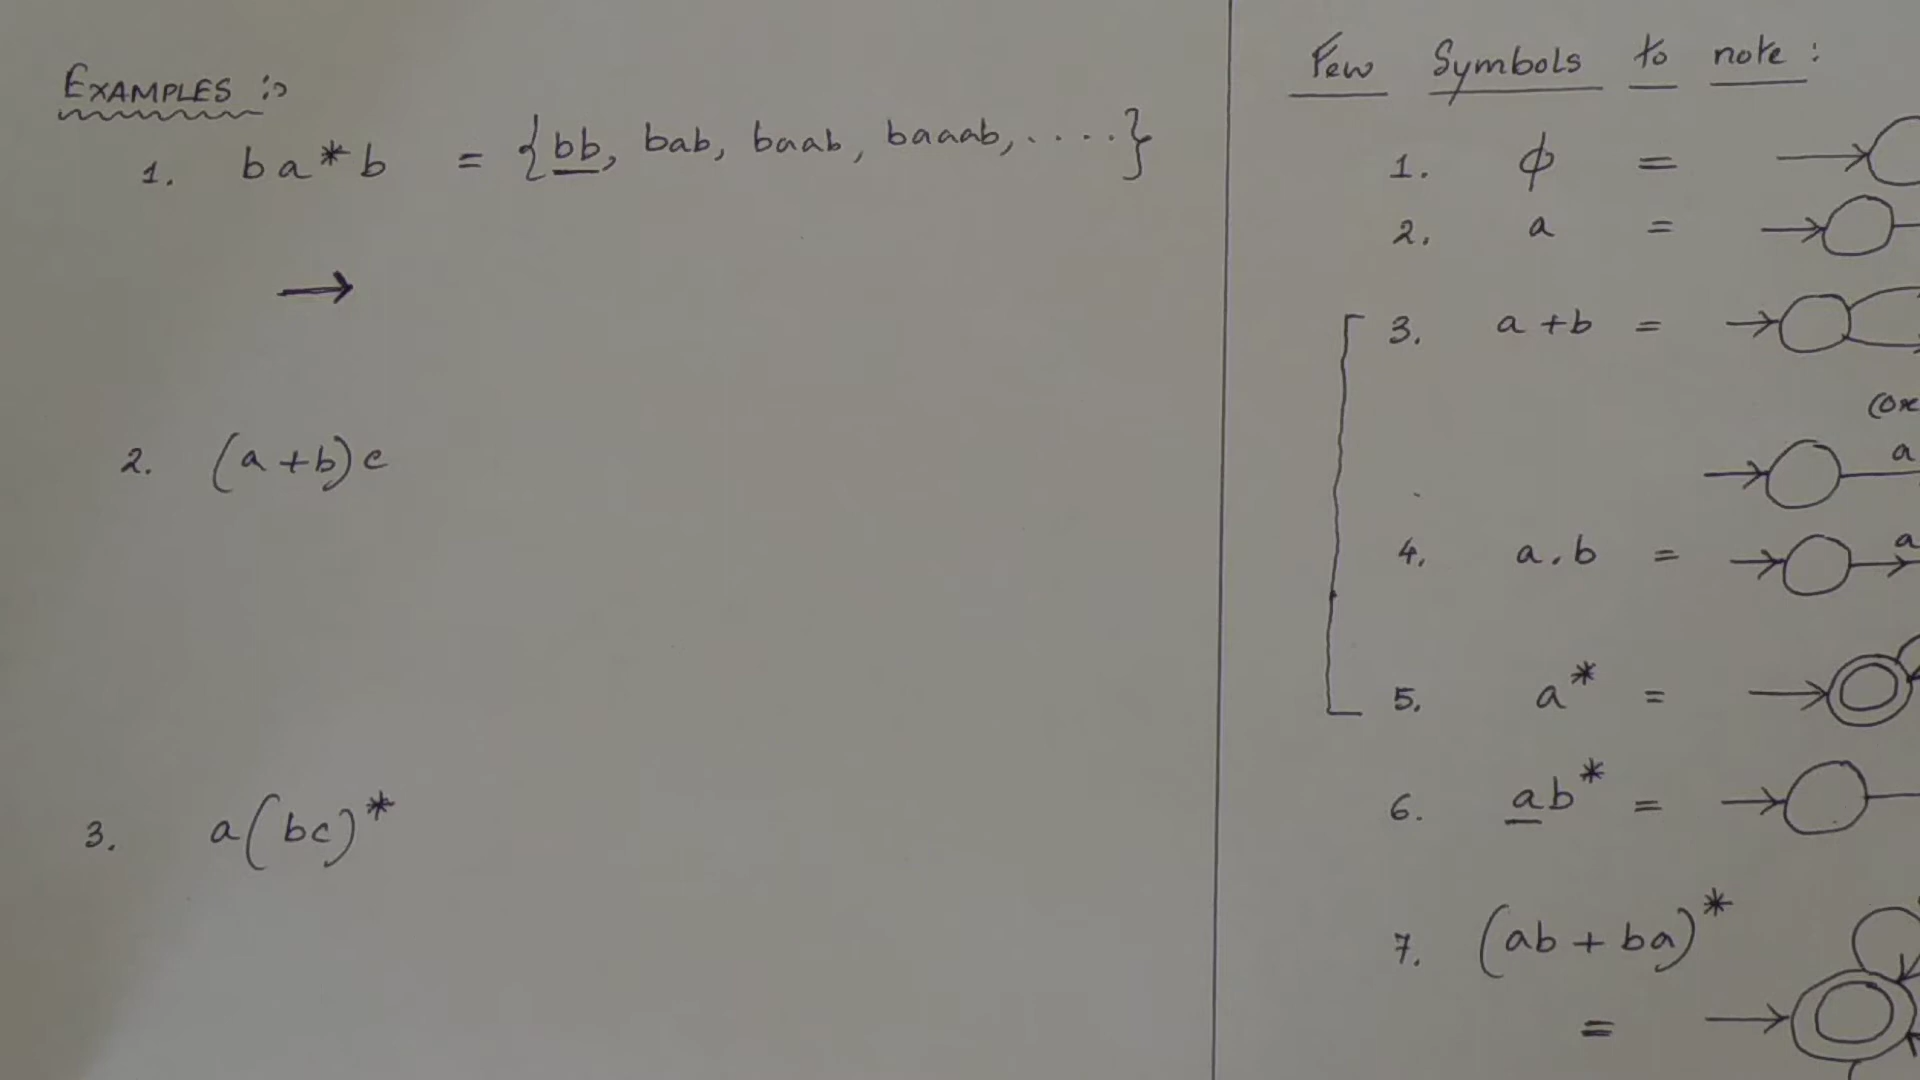 EXAMPLES :>
1. ba*b = {bb, bab, baab, baaab, .....}
2. (a+b)c
3. a(bc)*
Few Symbols to note :
1. ϕ =
2. a =
3. a+b =
(or
a
4. a.b =
a
5. a* =
6. ab* =
7. (ab + ba)*
=